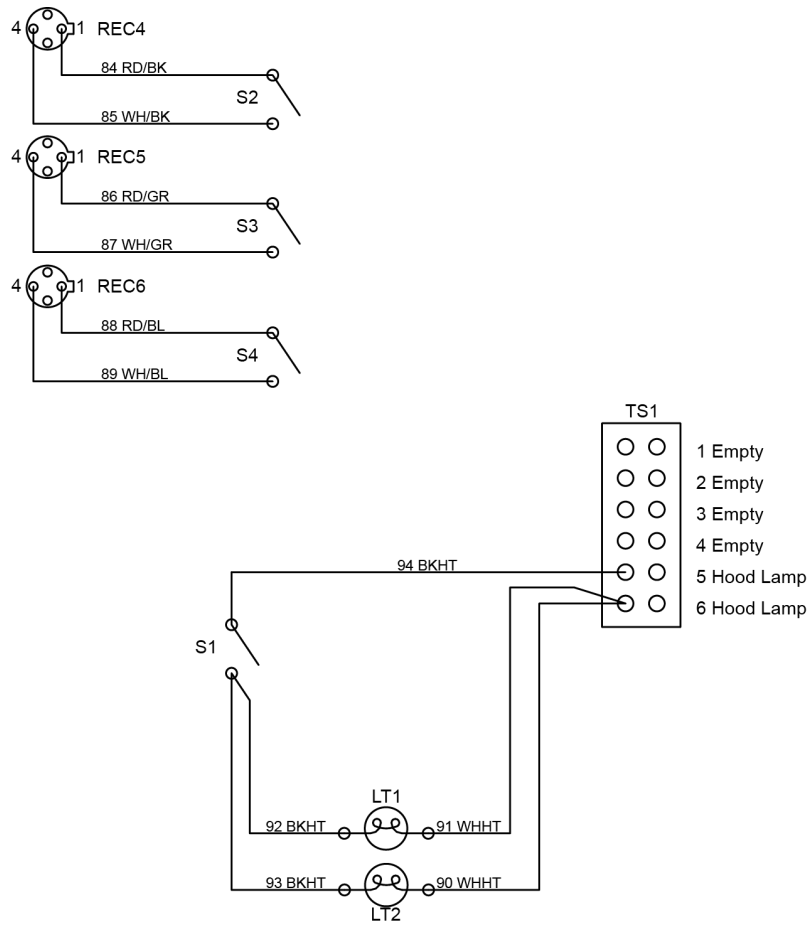 4 1 REC4
84 RD/BK
S2
85 WH/BK
4 1 REC5
86 RD/GR
S3
87 WH/GR
4 1 REC6
88 RD/BL
S4
89 WH/BL
TS1
1 Empty
2 Empty
3 Empty
4 Empty
94 BKHT
5 Hood Lamp
6 Hood Lamp
S1
LT1
92 BKHT 91 WHHT
93 BKHT 90 WHHT
LT2